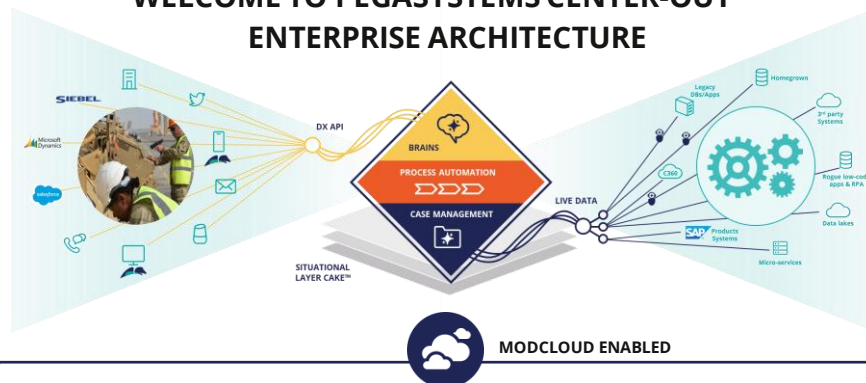 WELCOME TO PEGASYSTEMS CENTER-OUT
ENTERPRISE ARCHITECTURE
SIEBEL
Microsoft
Dynamics
salesforce
DX API
BRAINS
PROCESS AUTOMATION
CASE MANAGEMENT
SITUATIONAL
LAYER CAKE™
LIVE DATA
Legacy
DBs/Apps
Homegrown
3rd party
Systems
C360
Rogue low-cod
apps & RPA
Data lakes
SAP
Products
Systems
Micro-services
MODCLOUD ENABLED